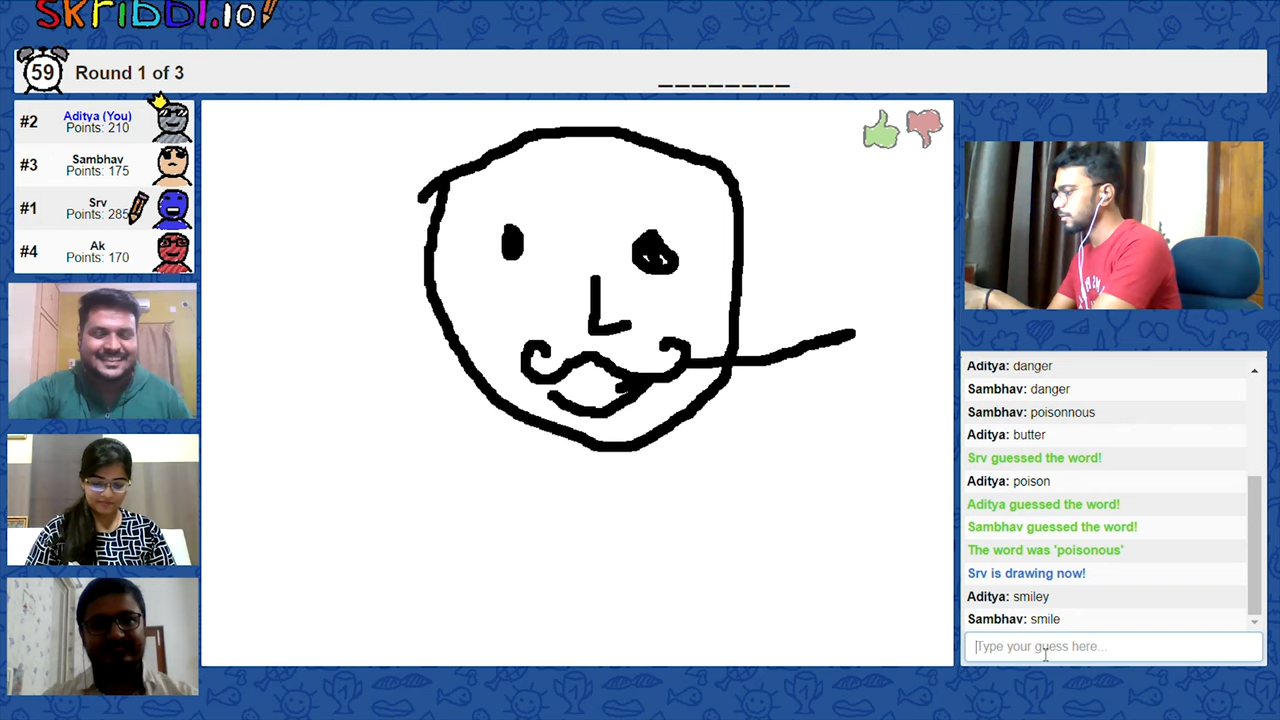 skribbl.io
59 Round 1 of 3
________
#2 Aditya (You)
Points: 210
#3 Sambhav
Points: 175
#1 Srv
Points: 285
#4 Ak
Points: 170
Aditya: danger
Sambhav: danger
Sambhav: poisonnous
Aditya: butter
Srv guessed the word!
Aditya: poison
Aditya guessed the word!
Sambhav guessed the word!
The word was 'poisonous'
Srv is drawing now!
Aditya: smiley
Sambhav: smile
Type your guess here...